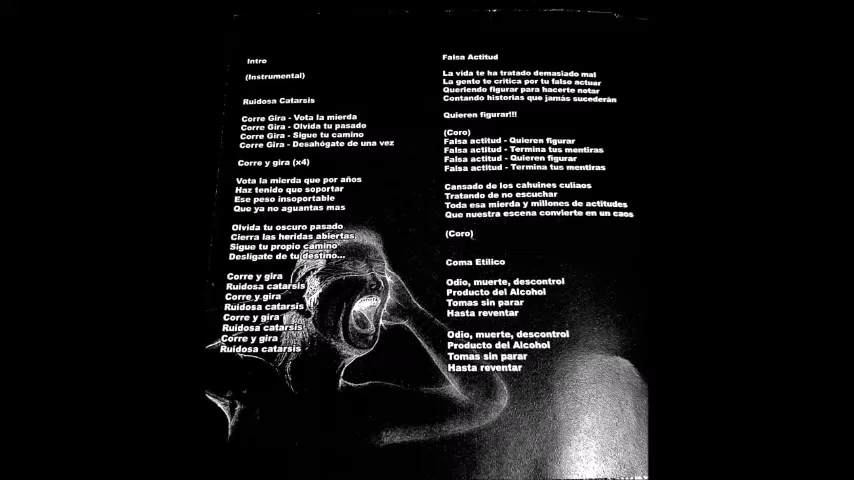 Intro
(Instrumental)
Ruidosa Catarsis
Corre Gira - Vota la mierda
Corre Gira - Olvida tu pasado
Corre Gira - Sigue tu camino
Corre Gira - Desahógate de una vez
Corre y gira (x4)
Vota la mierda que por años
Haz tenido que soportar
Ese peso insoportable
Que ya no aguantas mas
Olvida tu oscuro pasado
Cierra las heridas abiertas
Sigue tu propio camino
Desligate de tu destino...
Corre y gira
Ruidosa catarsis
Corre y gira
Ruidosa catarsis
Corre y gira
Ruidosa catarsis
Corre y gira
Ruidosa catarsis
Falsa Actitud
La vida te ha tratado demasiado mal
La gente te critica por tu falso actuar
Queriendo figurar para hacerte notar
Contando historias que jamás sucederán
Quieren figurar!!!
(Coro)
Falsa actitud - Quieren figurar
Falsa actitud - Termina tus mentiras
Falsa actitud - Quieren figurar
Falsa actitud - Termina tus mentiras
Cansado de los cahuines culiaos
Tratando de no escuchar
Toda esa mierda y millones de actitudes
Que nuestra escena convierte en un caos
(Coro)
Coma Etílico
Odio, muerte, descontrol
Producto del Alcohol
Tomas sin parar
Hasta reventar
Odio, muerte, descontrol
Producto del Alcohol
Tomas sin parar
Hasta reventar